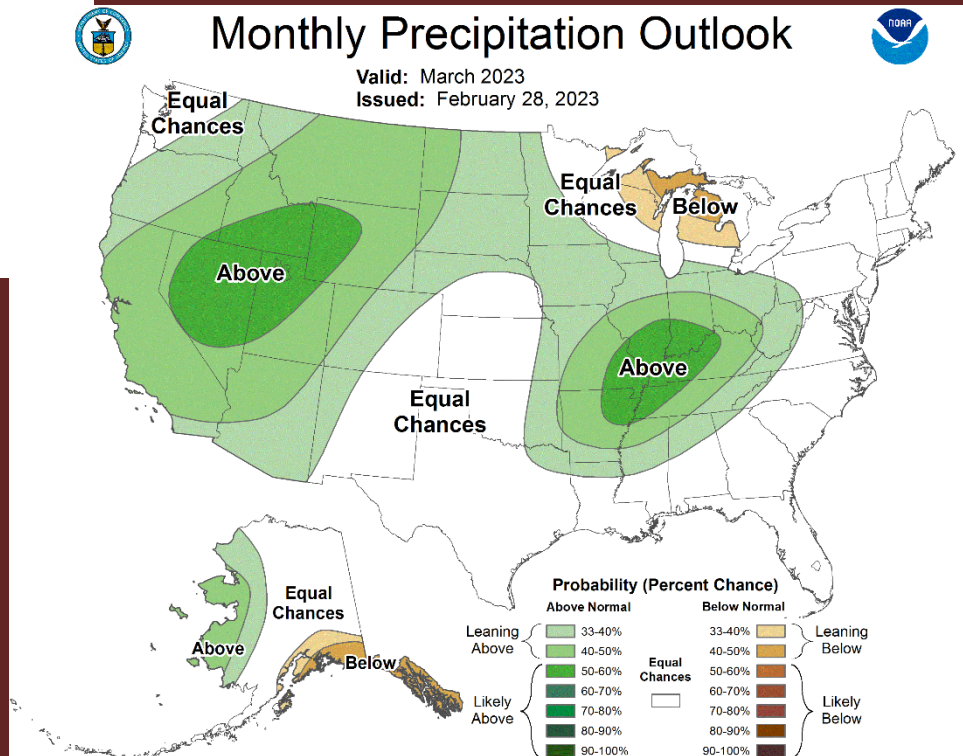 Monthly Precipitation Outlook
NOAA
Valid: March 2023
Issued: February 28, 2023
Equal
Chances
Equal
Chances
Below
Above
Above
Equal
Chances
Equal
Chances
Above
Below
Probability (Percent Chance)
Above Normal
Below Normal
Leaning
Above
33-40%
40-50%
Likely
Above
50-60%
60-70%
70-80%
80-90%
90-100%
Equal
Chances
33-40%
40-50%
Leaning
Below
50-60%
60-70%
70-80%
80-90%
90-100%
Likely
Below